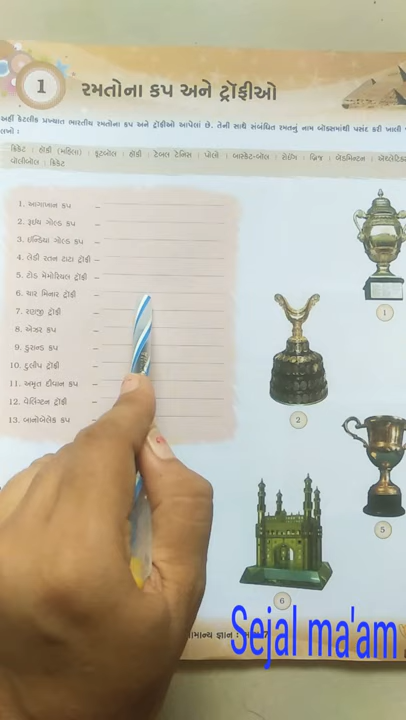 1
રમતોના કપ અને ટ્રૉફીઓ
અહીં કેટલીક પ્રખ્યાત ભારતીય રમતોના કપ અને ટ્રૉફીઓ આપેલાં છે. તેની સાથે સંબંધિત રમતનું નામ બૉક્સમાંથી પસંદ કરી ખાલી
લખો :
ક્રિકેટ : હૉકી (મહિલા) : ફૂટબૉલ : હૉકી : ટેબલ ટેનિસ : પોલો : બાસ્કેટ-બૉલ : રોઈંગ : બ્રિજ : બેડમિન્ટન :
વૉલીબૉલ : ક્રિકેટ
1. આગાખાન કપ –
2. રૂઇઆ ગોલ્ડ કપ –
3. ઇન્ડિયા ગોલ્ડ કપ –
4. લેડી રતન ટાટા ટ્રૉફી –
5. ટોડ મેમોરિયલ ટ્રૉફી –
6. ચાર મિનાર ટ્રૉફી –
7. રણજી ટ્રૉફી –
8. એઝર કપ –
9. ડુરાન્ડ કપ –
10. દુલીપ ટ્રૉફી –
11. અમૃત દીવાન કપ –
12. વેલિંગ્ટન ટ્રૉફી –
13. બાનોબેલેક કપ –
1
2
5
6
સામાન્ય જ્ઞાન :
Sejal ma'am